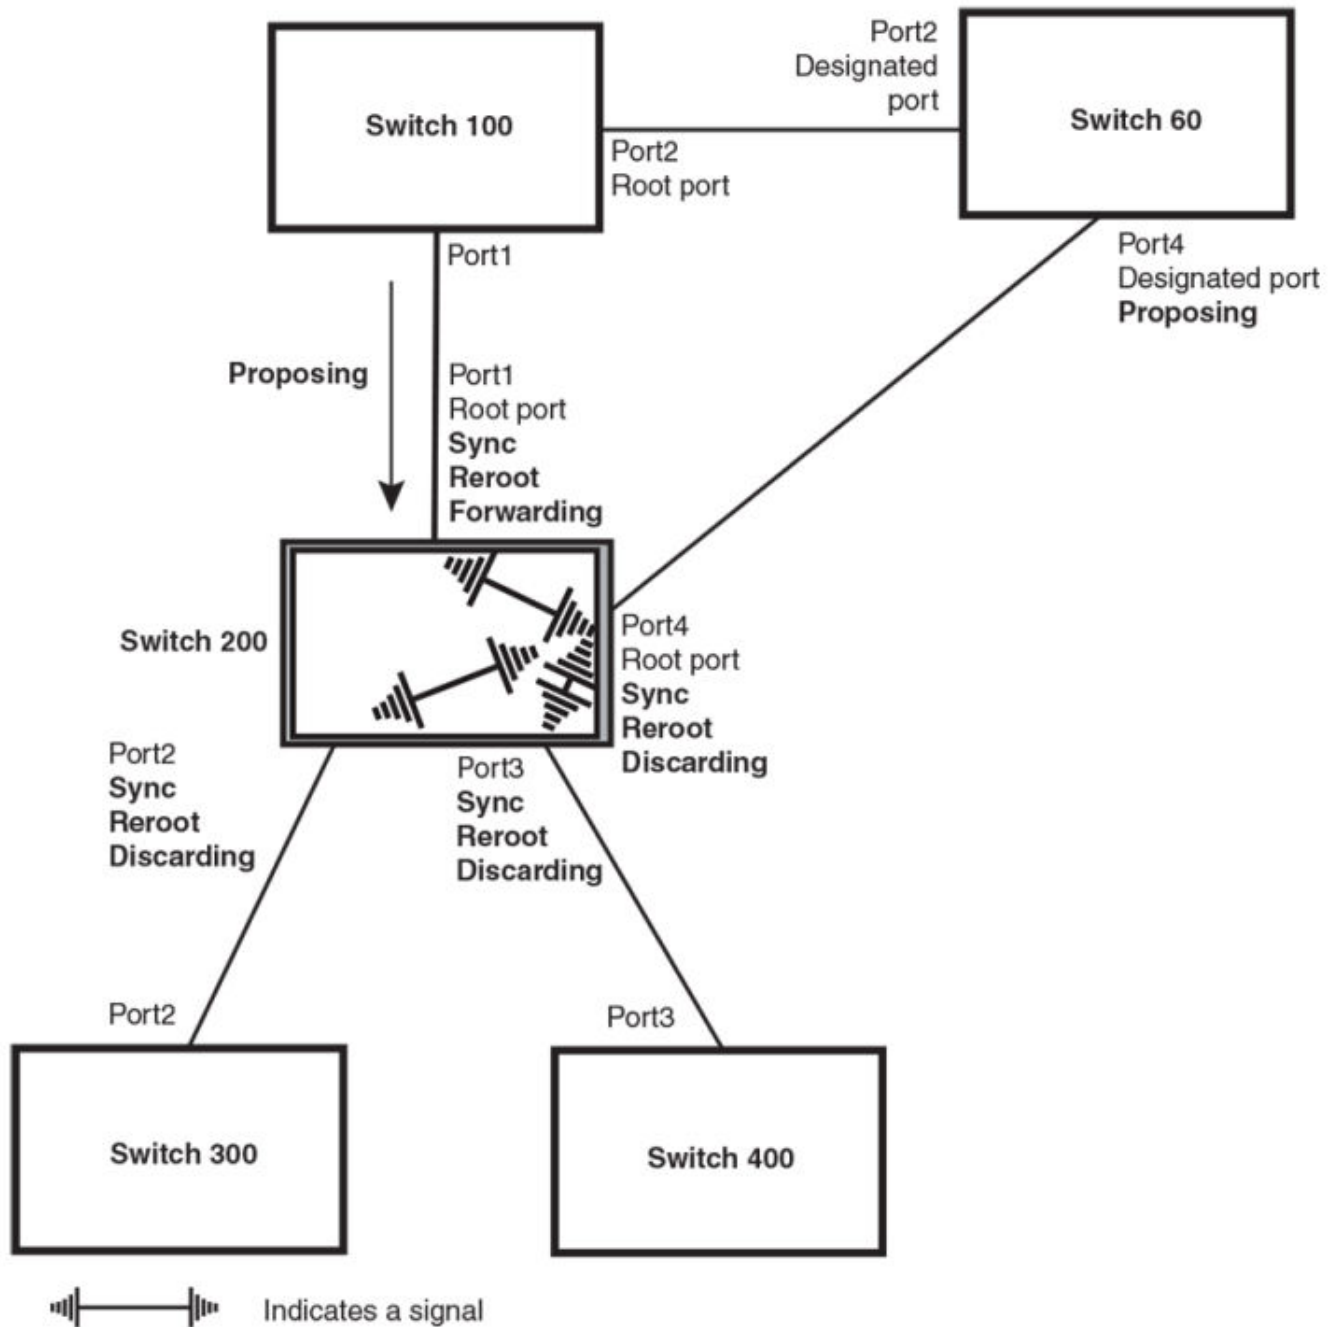 Port2
Designated
port
Switch 100
Switch 60
Port2
Root port
Port1
Port4
Designated port
Proposing
Proposing
Port1
Root port
Sync
Reroot
Forwarding
Switch 200
Port4
Root port
Sync
Reroot
Discarding
Port2
Sync
Reroot
Discarding
Port3
Sync
Reroot
Discarding
Port2
Port3
Switch 300
Switch 400
Indicates a signal